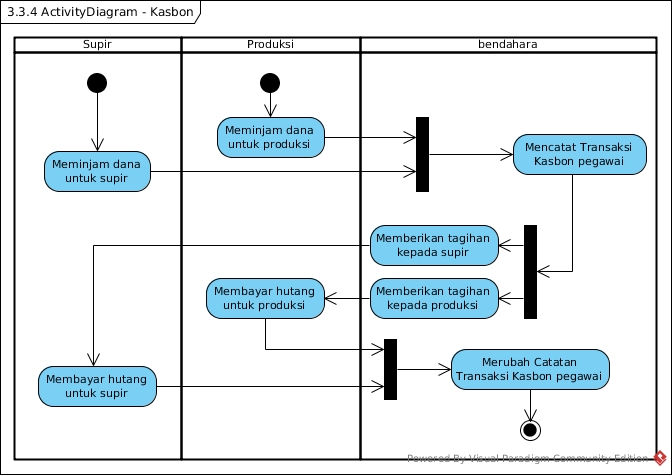 3.3.4 ActivityDiagram - Kasbon
Supir
Produksi
bendahara
Meminjam dana
untuk produksi
Meminjam dana
untuk supir
Mencatat Transaksi
Kasbon pegawai
Memberikan tagihan
kepada supir
Membayar hutang
untuk produksi
Memberikan tagihan
kepada produksi
Membayar hutang
untuk supir
Merubah Catatan
Transaksi Kasbon pegawai
Powered By Visual Paradigm Community Edition